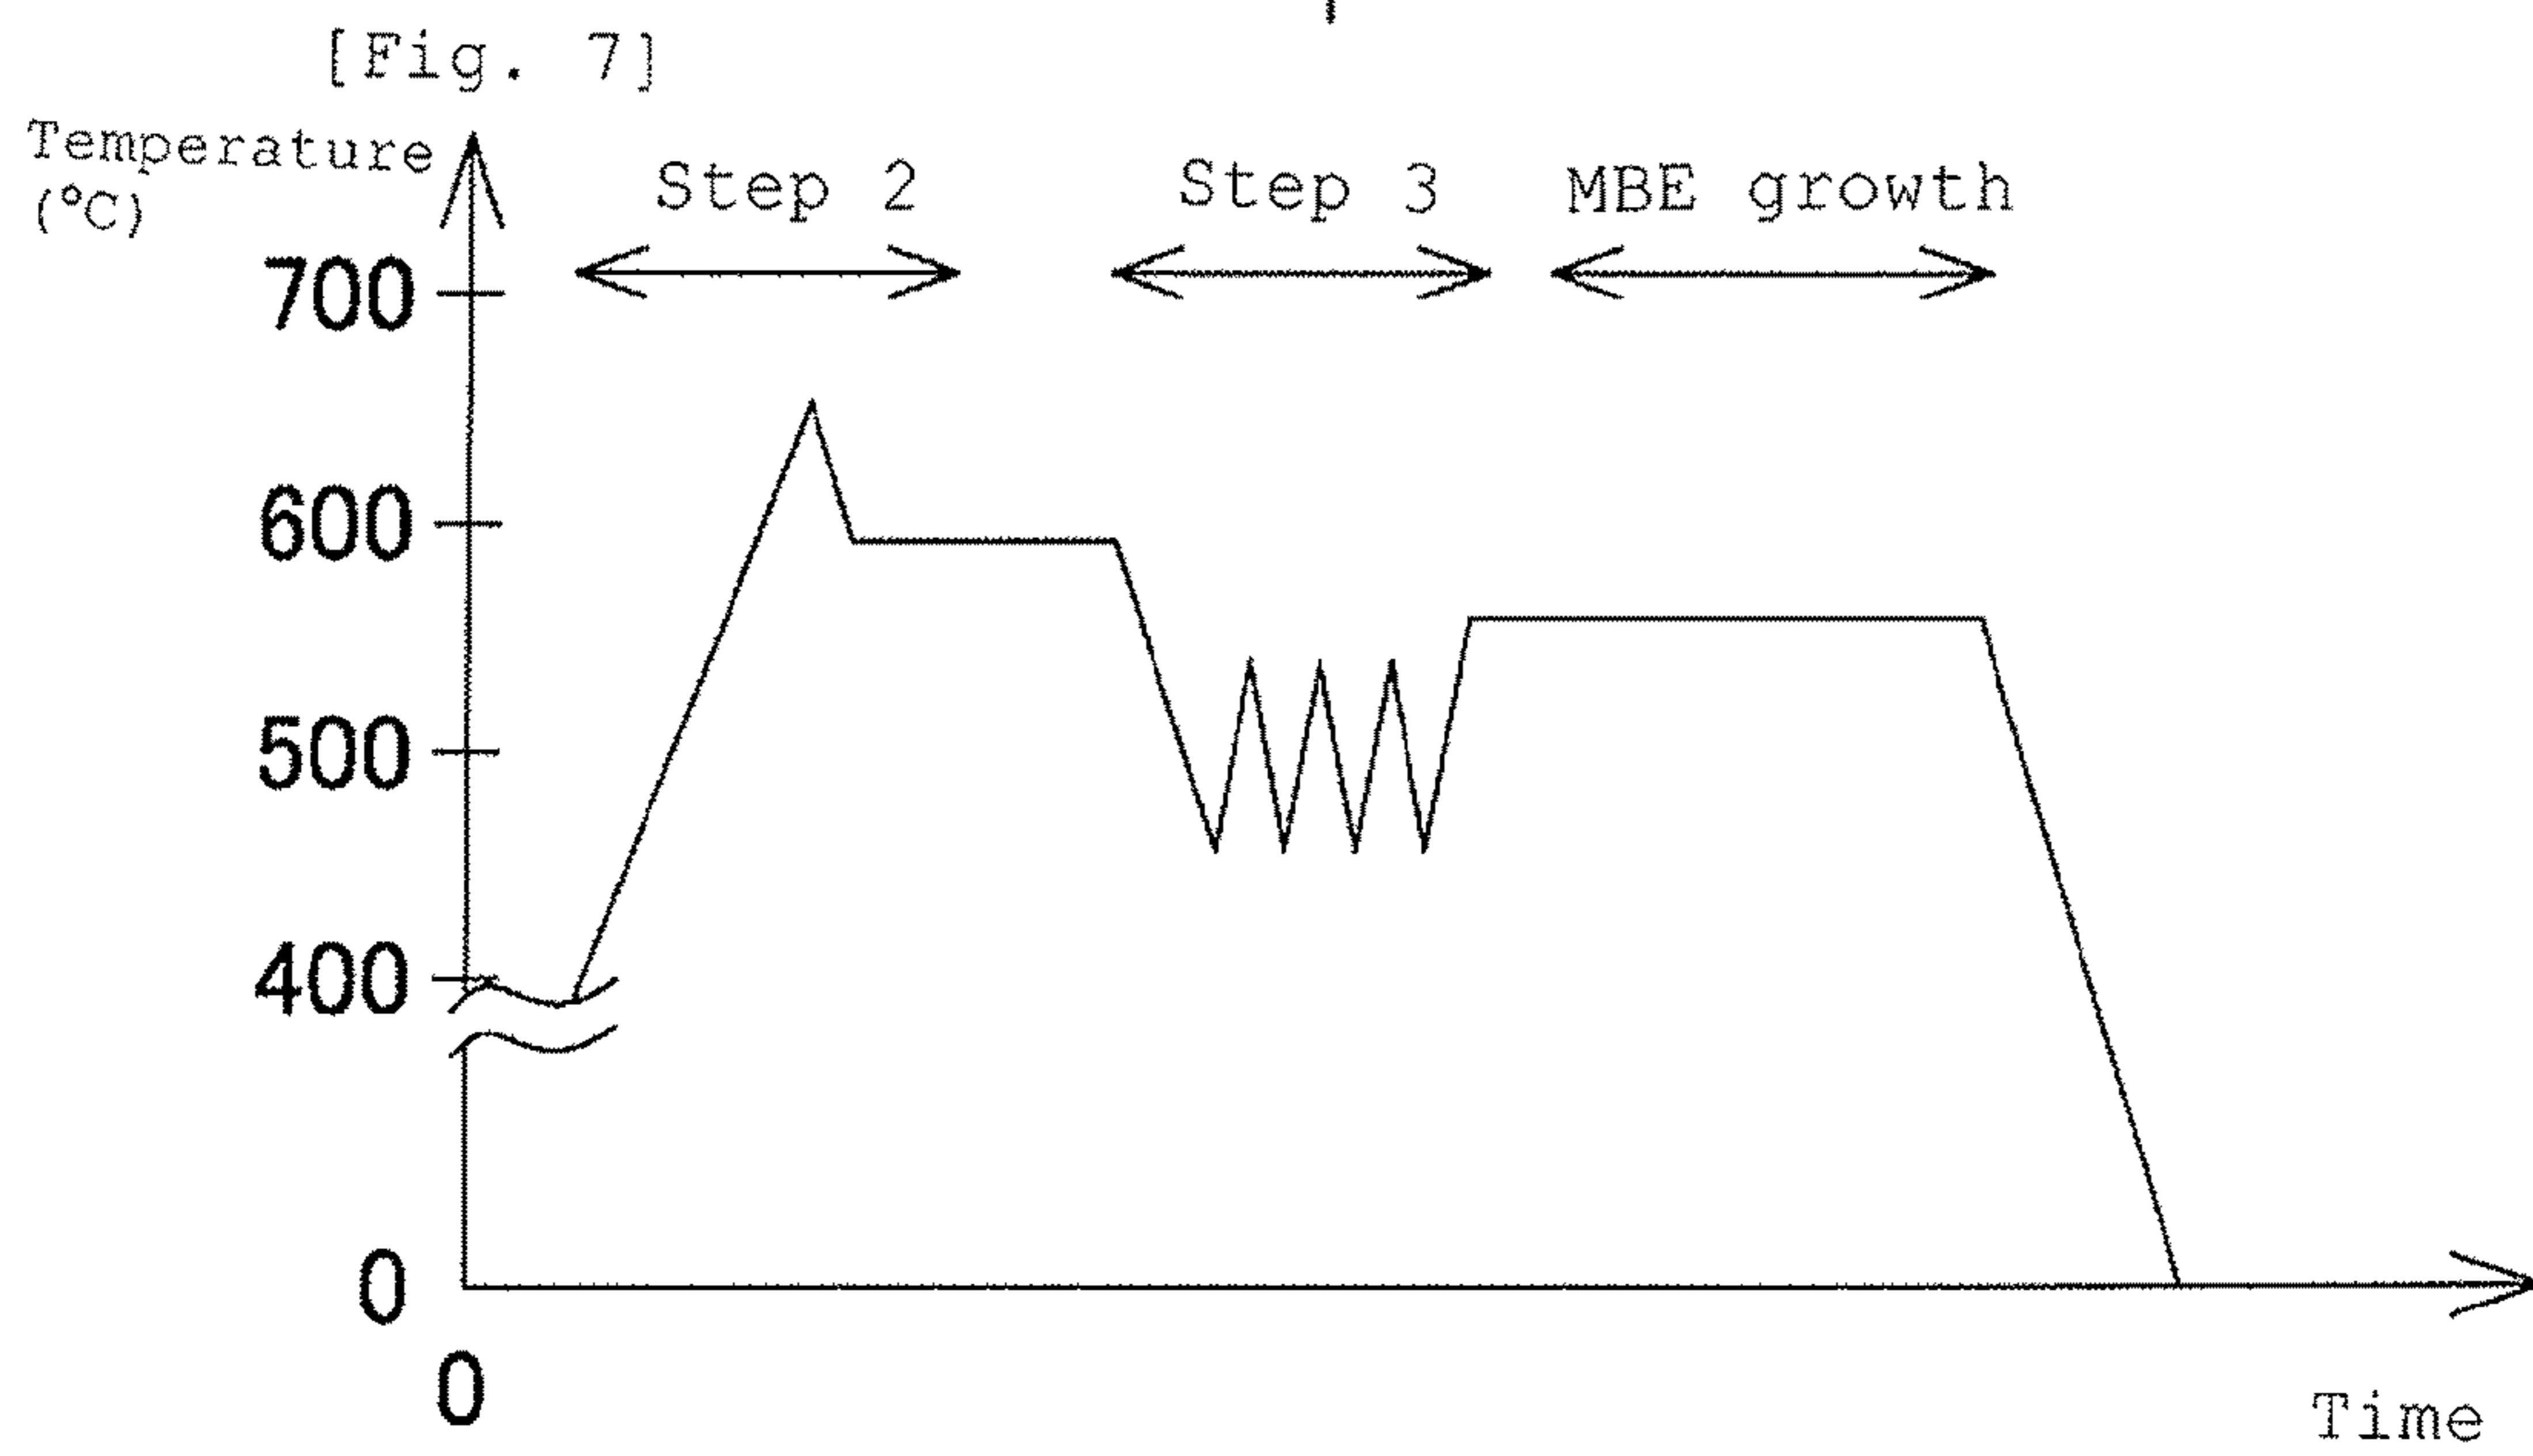 [Fig. 7]
Temperature
(°C)
Step 2
Step 3
MBE growth
700
600
500
400
0
0
Time